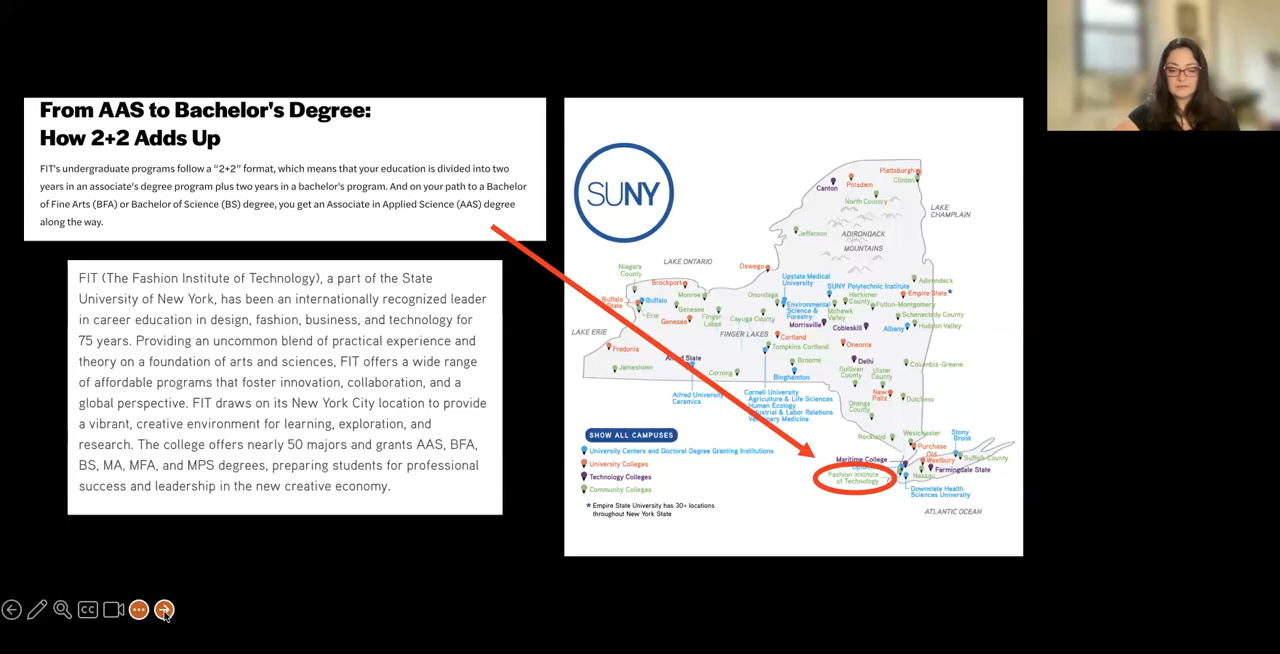 From AAS to Bachelor's Degree:
How 2+2 Adds Up
FIT's undergraduate programs follow a “2+2” format, which means that your education is divided into two
years in an associate's degree program plus two years in a bachelor's program. And on your path to a Bachelor
of Fine Arts (BFA) or Bachelor of Science (BS) degree, you get an Associate in Applied Science (AAS) degree
along the way.
FIT (The Fashion Institute of Technology), a part of the State
University of New York, has been an internationally recognized leader
in career education in design, fashion, business, and technology for
75 years. Providing an uncommon blend of practical experience and
theory on a foundation of arts and sciences, FIT offers a wide range
of affordable programs that foster innovation, collaboration, and a
global perspective. FIT draws on its New York City location to provide
a vibrant, creative environment for learning, exploration, and
research. The college offers nearly 50 majors and grants AAS, BFA,
BS, MA, MFA, and MPS degrees, preparing students for professional
success and leadership in the new creative economy.
SUNY
Plattsburgh
Clinton
Canton
Potsdam
North Country
LAKE
CHAMPLAIN
Jefferson
ADIRONDACK
MOUNTAINS
LAKE ONTARIO
Oswego
Niagara
County
Upstate Medical
University
Adirondack
Brockport
SUNY Polytechnic Institute
Empire State
Buffalo
State
Buffalo
Monroe
Onondaga
Herkimer
County
Erie
Genesee
Environmental
Science &
Forestry
Mohawk
Valley
Fulton-Montgomery
Geneseo
Finger
Lakes
Cayuga County
Schenectady County
Morrisville
Cobleskill
Albany
Hudson Valley
LAKE ERIE
FINGER LAKES
Cortland
Tompkins Cortland
Oneonta
Fredonia
Alfred State
Broome
Delhi
Columbia-Greene
Jamestown
Corning
Binghamton
Sullivan
County
Ulster
County
Alfred University
Ceramics
Cornell University
Agriculture & Life Sciences
Human Ecology
Industrial & Labor Relations
Veterinary Medicine
New
Paltz
Dutchess
Orange
County
SHOW ALL CAMPUSES
Rockland
Westchester
Stony
Brook
University Centers and Doctoral Degree Granting Institutions
Purchase
Old
Westbury
Suffolk County
University Colleges
Maritime College
Farmingdale State
Technology Colleges
Fashion Institute
of Technology
Nassau
Community Colleges
Downstate Health
Sciences University
★ Empire State University has 30+ locations
throughout New York State
ATLANTIC OCEAN
CC